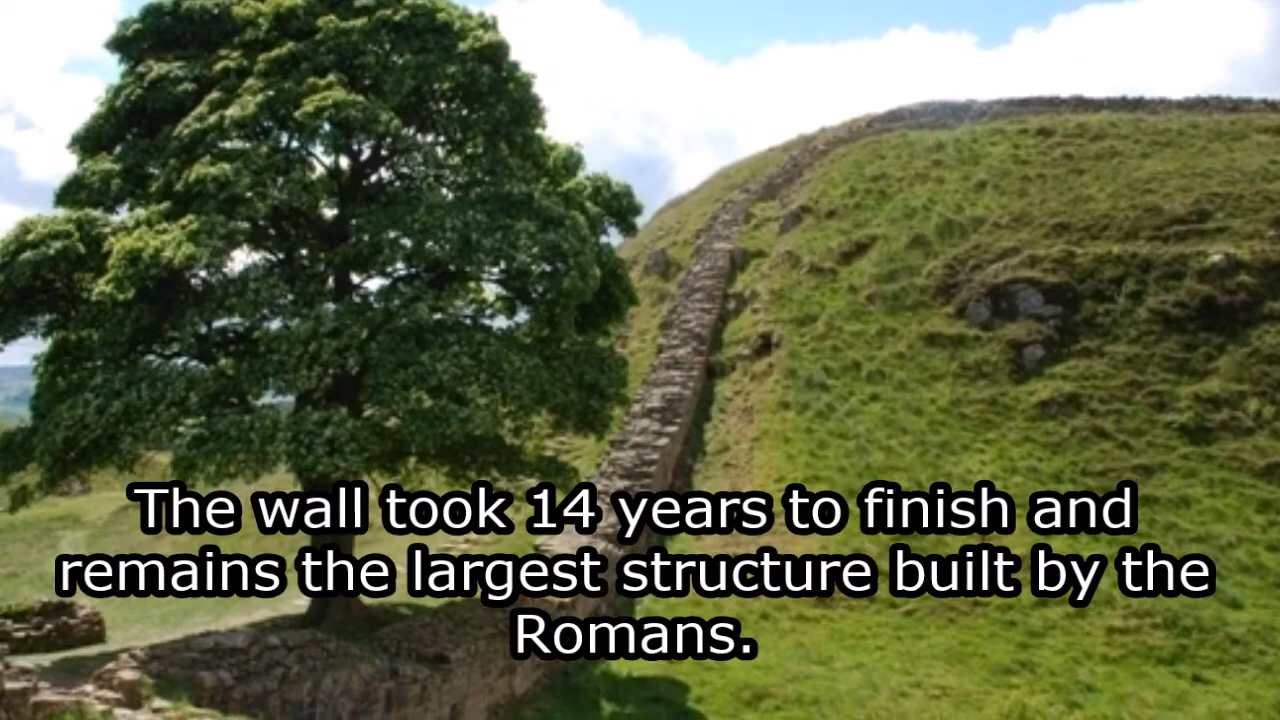 The wall took 14 years to finish and
remains the largest structure built by the
Romans.